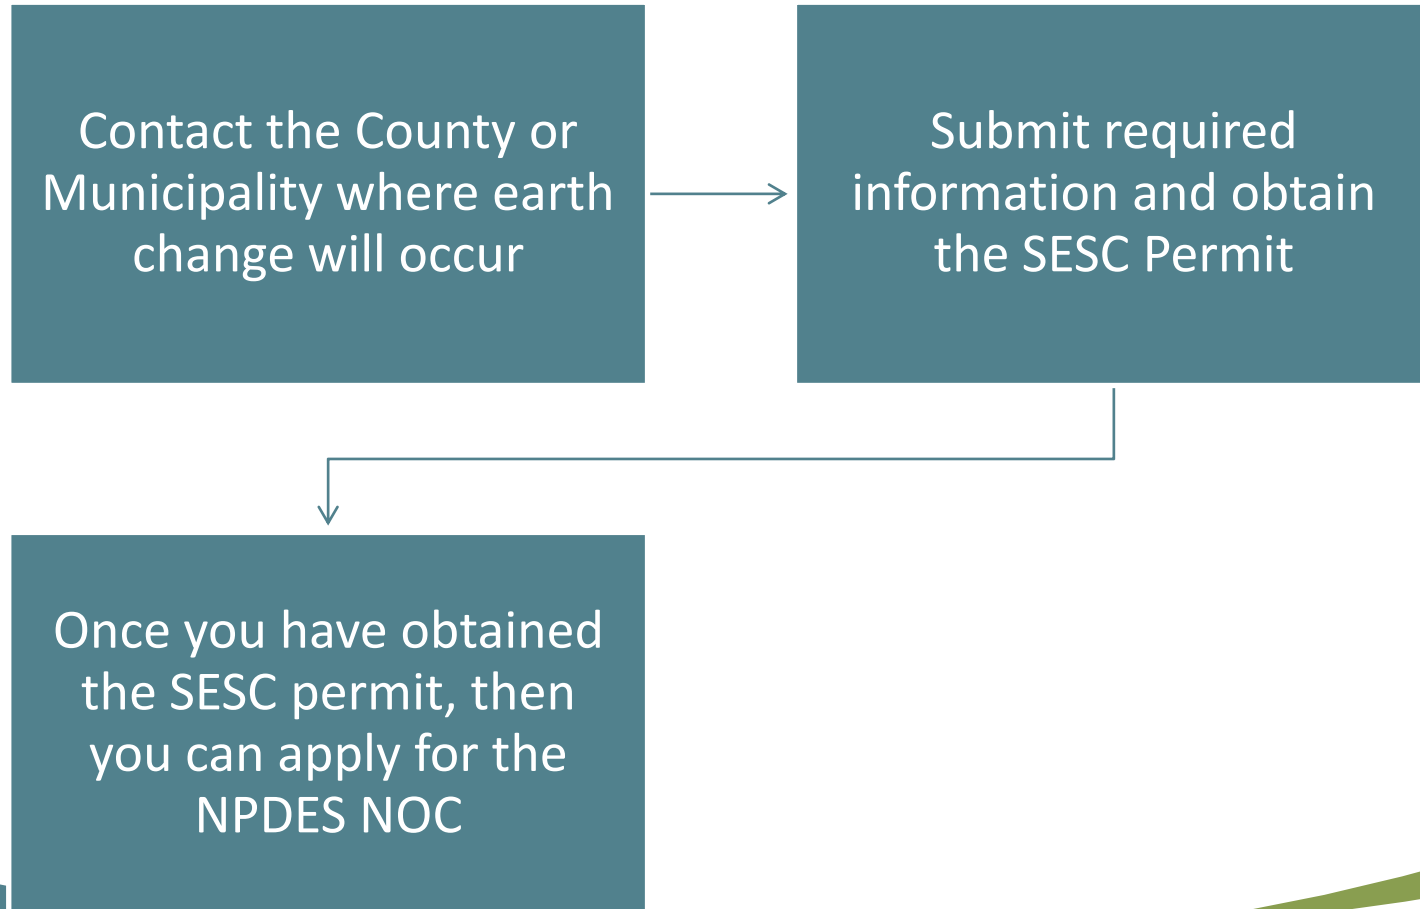 Contact the County or
Municipality where earth
change will occur
Submit required
information and obtain
the SESC Permit
Once you have obtained
the SESC permit, then
you can apply for the
NPDES NOC